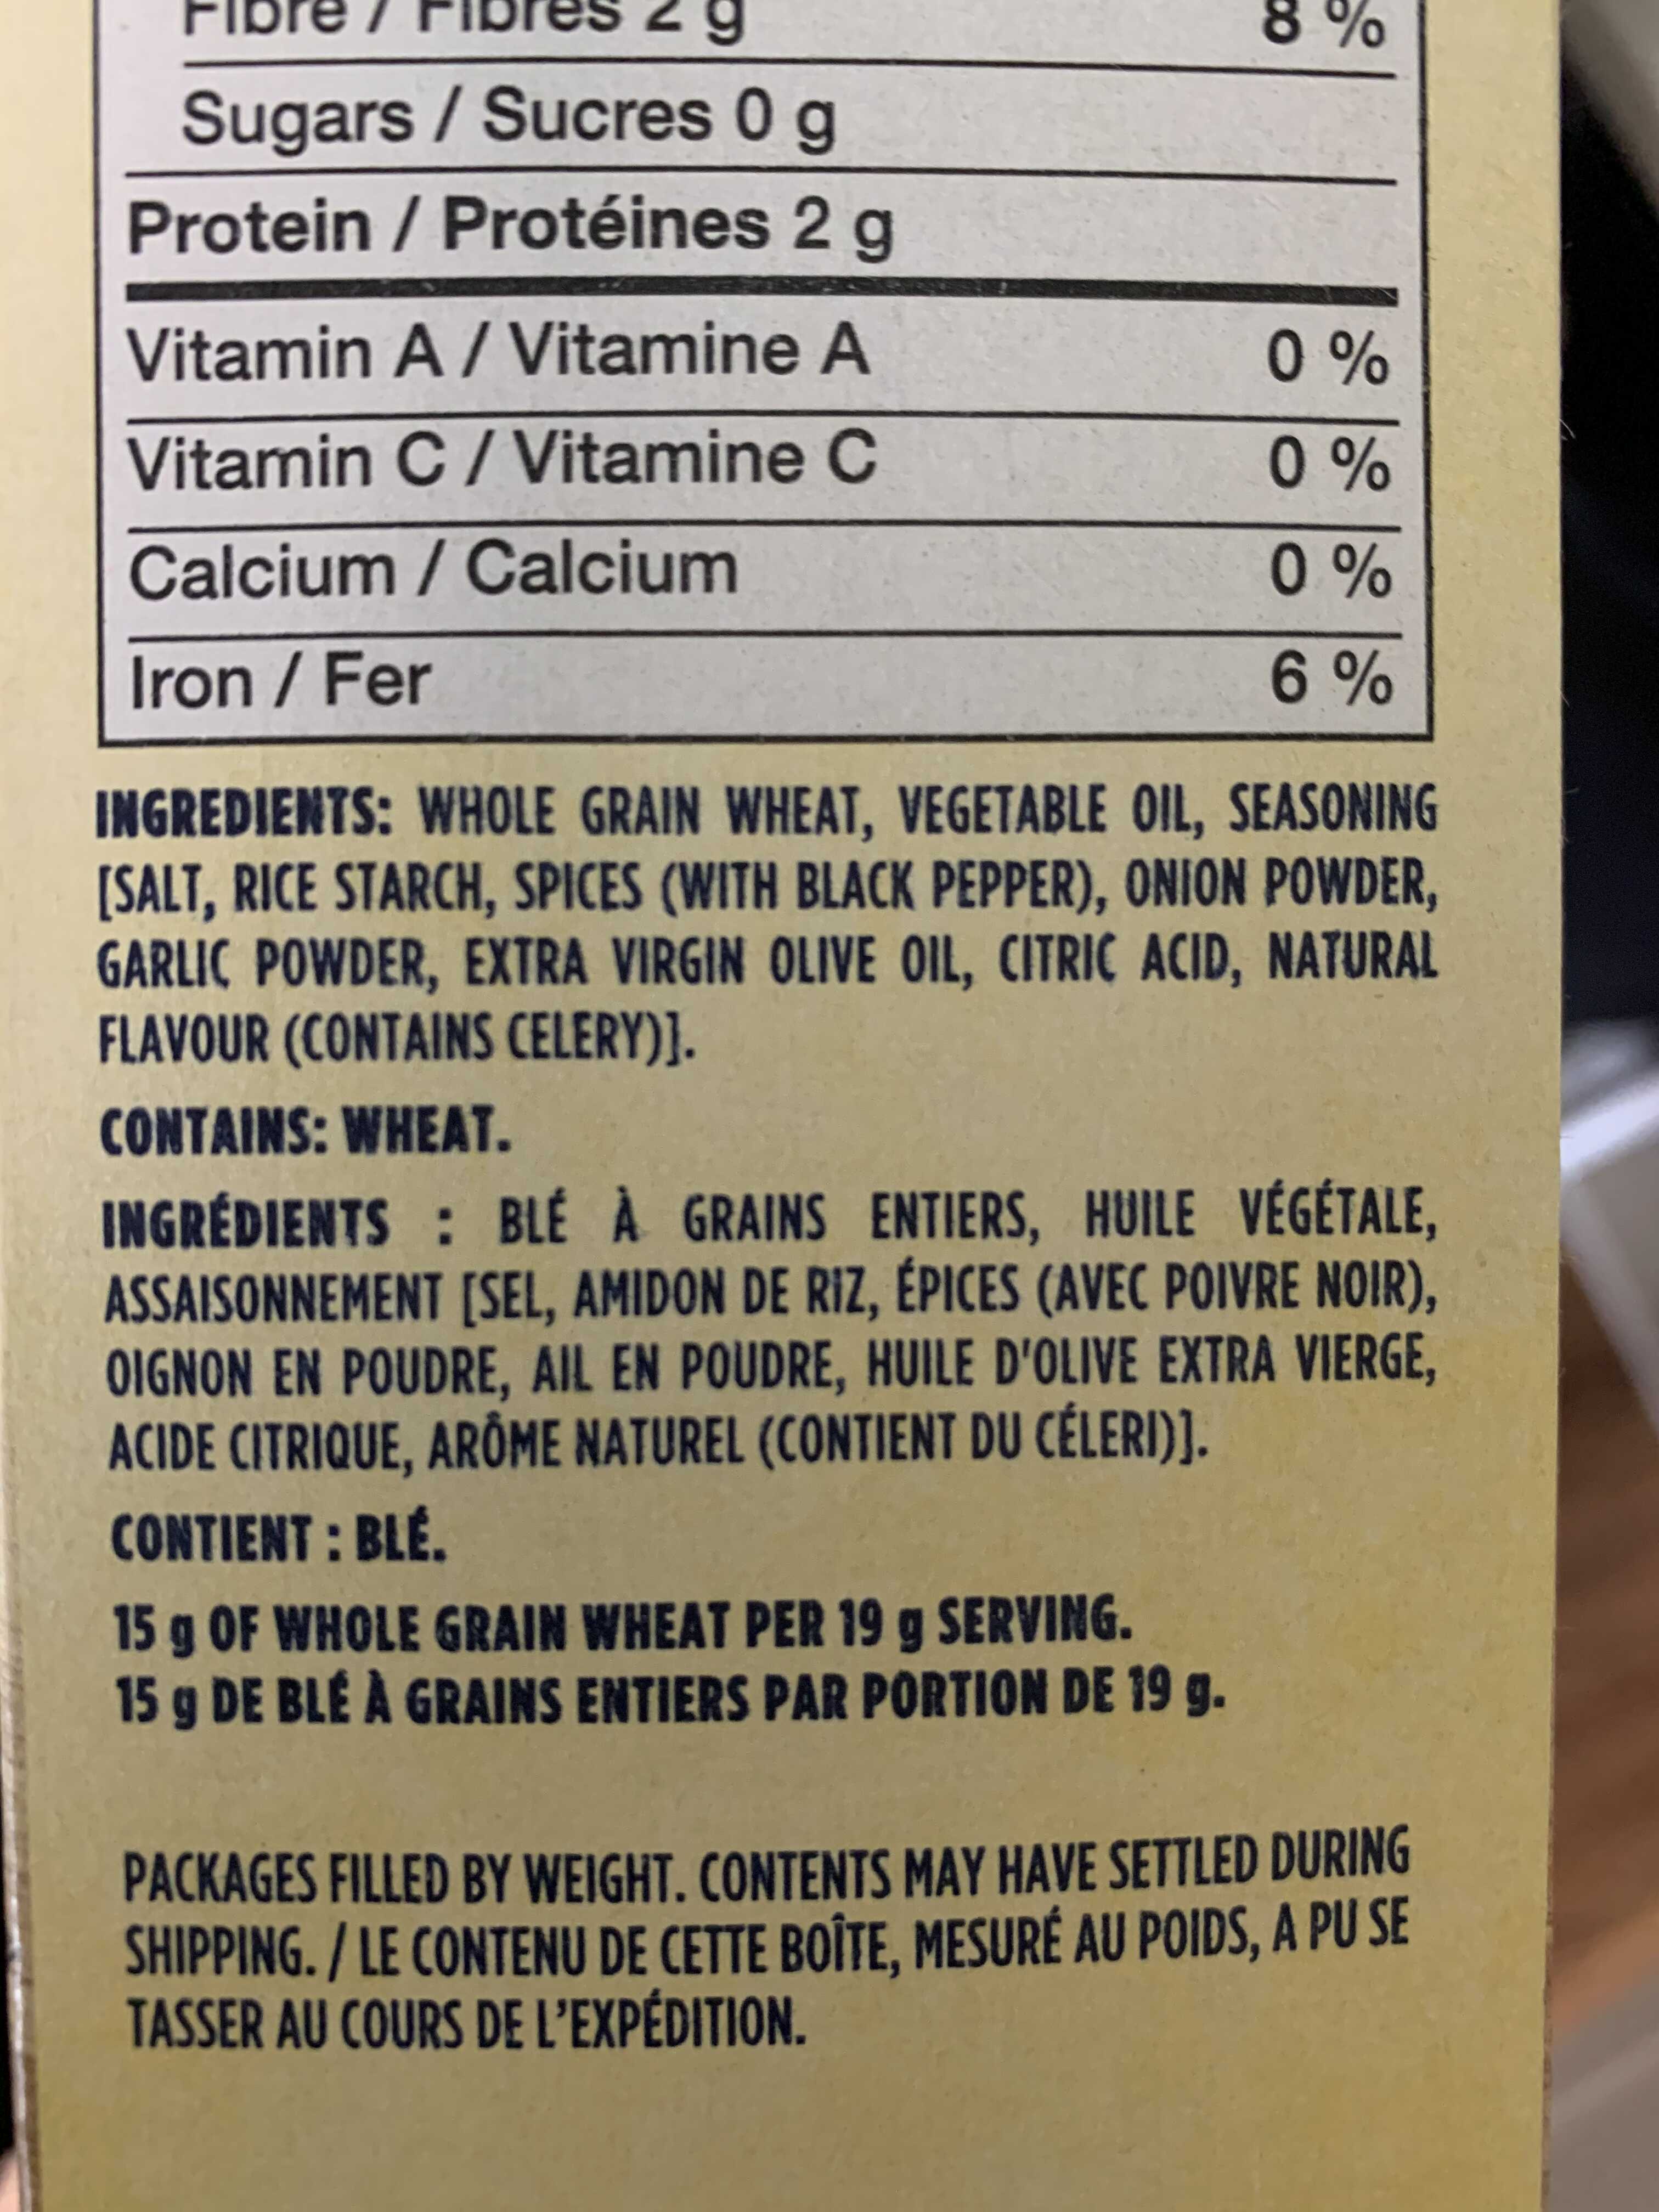 Fibre / Fibres 2 g 8 %
Sugars / Sucres 0 g
Protein / Protéines 2 g
Vitamin A / Vitamine A 0 %
Vitamin C / Vitamine C 0 %
Calcium / Calcium 0 %
Iron / Fer 6 %
INGREDIENTS: WHOLE GRAIN WHEAT, VEGETABLE OIL, SEASONING
[SALT, RICE STARCH, SPICES (WITH BLACK PEPPER), ONION POWDER,
GARLIC POWDER, EXTRA VIRGIN OLIVE OIL, CITRIC ACID, NATURAL
FLAVOUR (CONTAINS CELERY)].
CONTAINS: WHEAT.
INGRÉDIENTS : BLÉ À GRAINS ENTIERS, HUILE VÉGÉTALE,
ASSAISONNEMENT [SEL, AMIDON DE RIZ, ÉPICES (AVEC POIVRE NOIR),
OIGNON EN POUDRE, AIL EN POUDRE, HUILE D'OLIVE EXTRA VIERGE,
ACIDE CITRIQUE, ARÔME NATUREL (CONTIENT DU CÉLERI)].
CONTIENT : BLÉ.
15 g OF WHOLE GRAIN WHEAT PER 19 g SERVING.
15 g DE BLÉ À GRAINS ENTIERS PAR PORTION DE 19 g.
PACKAGES FILLED BY WEIGHT. CONTENTS MAY HAVE SETTLED DURING
SHIPPING. / LE CONTENU DE CETTE BOÎTE, MESURÉ AU POIDS, A PU SE
TASSER AU COURS DE L'EXPÉDITION.